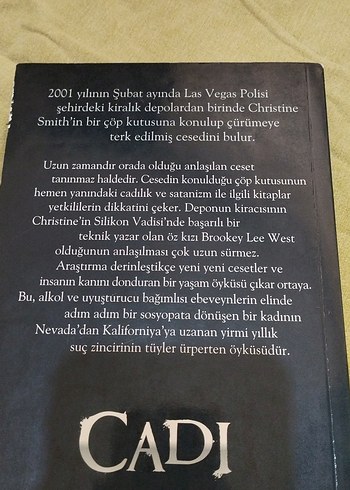 2001 yılının Şubat ayında Las Vegas Polisi
şehirdeki kiralık depolardan birinde Christine
Smith'in bir çöp kutusuna konulup çürümeye
terk edilmiş cesedini bulur.
Uzun zamandır orada olduğu anlaşılan ceset
tanınmaz haldedir. Cesedin konulduğu çöp kutusunun
hemen yanındaki cadılık ve satanizm ile ilgili kitaplar
yetkililerin dikkatini çeker. Deponun kiracısının
Christine'in Silikon Vadisi'nde başarılı bir
teknik yazar olan öz kızı Brookey Lee West
olduğunun anlaşılması çok uzun sürmez.
Araştırma derinleştikçe yeni yeni cesetler ve
insanın kanını donduran bir yaşam öyküsü çıkar ortaya.
Bu, alkol ve uyuşturucu bağımlısı ebeveynlerin elinde
adım adım bir sosyopata dönüşen bir kadının
Nevada'dan Kaliforniya'ya uzanan yirmi yıllık
suç zincirinin tüyler ürperten öyküsüdür.
CADI